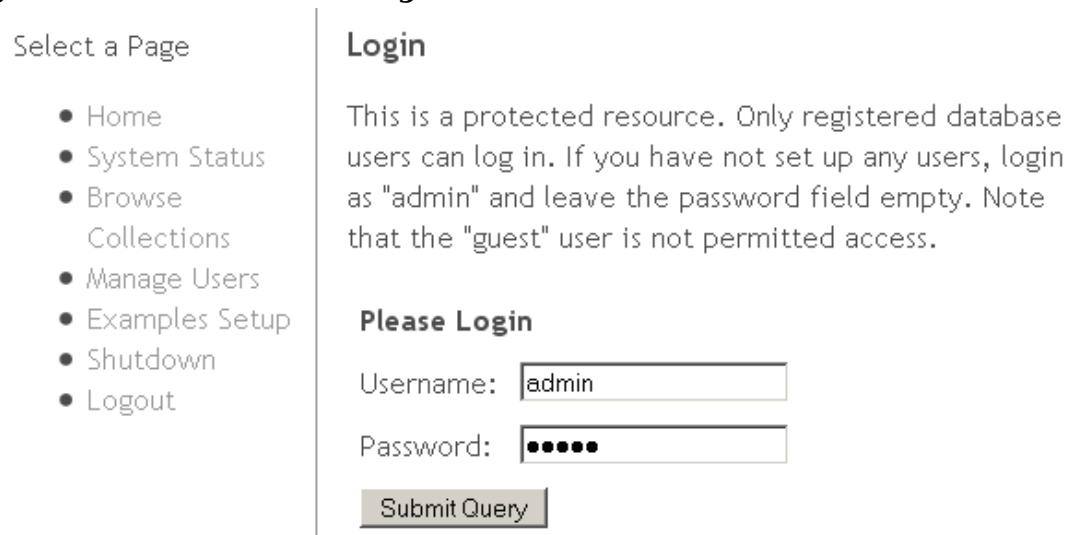 Select a Page
Home
System Status
Browse
Collections
Manage Users
Examples Setup
Shutdown
Logout
Login
This is a protected resource. Only registered database
users can log in. If you have not set up any users, login
as "admin" and leave the password field empty. Note
that the "guest" user is not permitted access.
Please Login
Username: admin
Password: •••••
Submit Query